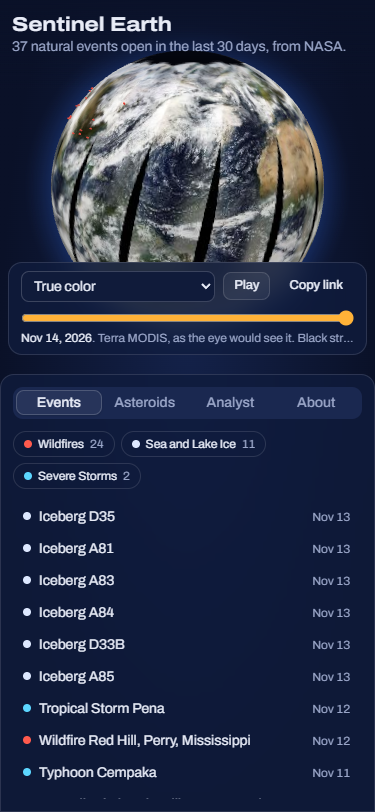 Sentinel Earth
37 natural events open in the last 30 days, from NASA.
True color
Play
Copy link
Nov 14, 2026. Terra MODIS, as the eye would see it. Black str…
Events
Asteroids
Analyst
About
Wildfires 24
Sea and Lake Ice 11
Severe Storms 2
Iceberg D35 Nov 13
Iceberg A81 Nov 13
Iceberg A83 Nov 13
Iceberg A84 Nov 13
Iceberg D33B Nov 13
Iceberg A85 Nov 13
Tropical Storm Pena Nov 12
Wildfire Red Hill, Perry, Mississippi Nov 12
Typhoon Cempaka Nov 11